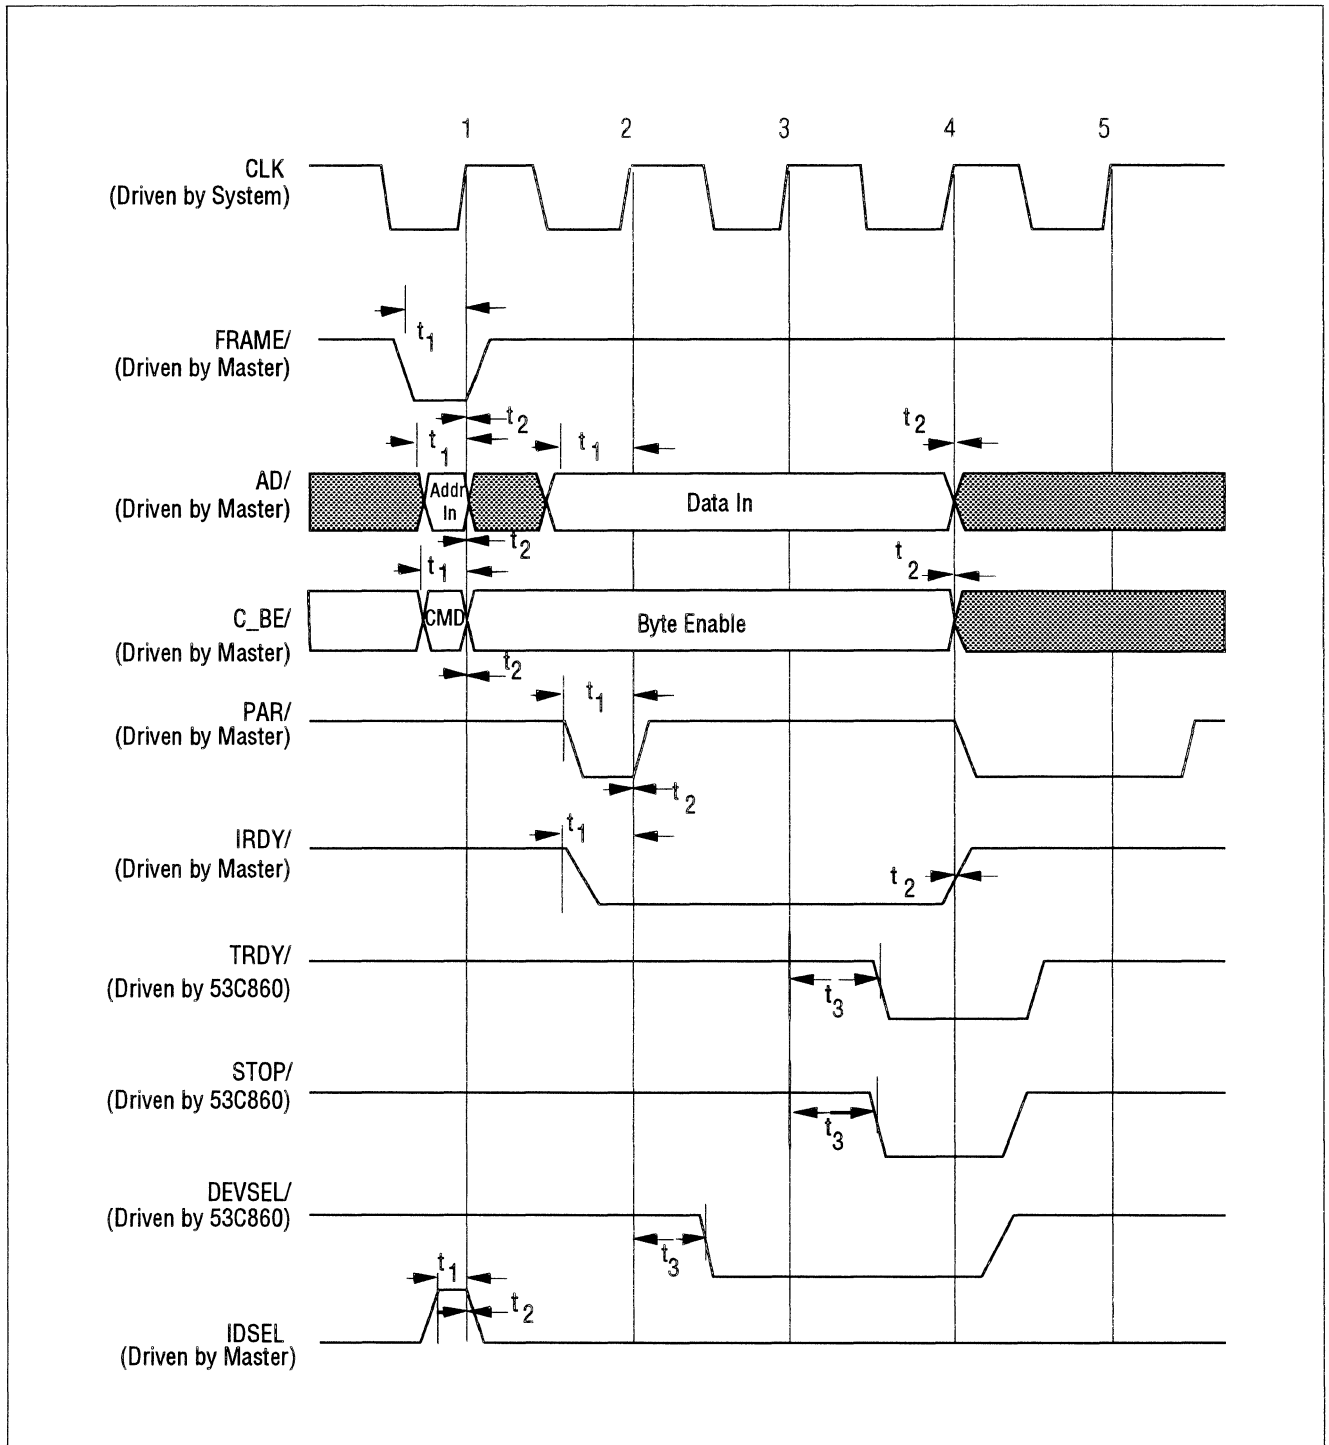 1 2 3 4 5
CLK
(Driven by System)
t1
FRAME/
(Driven by Master)
t2
t2
t1
t1
AD/
(Driven by Master)
Addr
In
Data In
t2
t1
t2
C_BE/
(Driven by Master)
CMD
Byte Enable
t2
t1
PAR/
(Driven by Master)
t2
t1
IRDY/
(Driven by Master)
t2
TRDY/
(Driven by 53C860)
t3
STOP/
(Driven by 53C860)
t3
DEVSEL/
(Driven by 53C860)
t3
t1
t2
IDSEL
(Driven by Master)